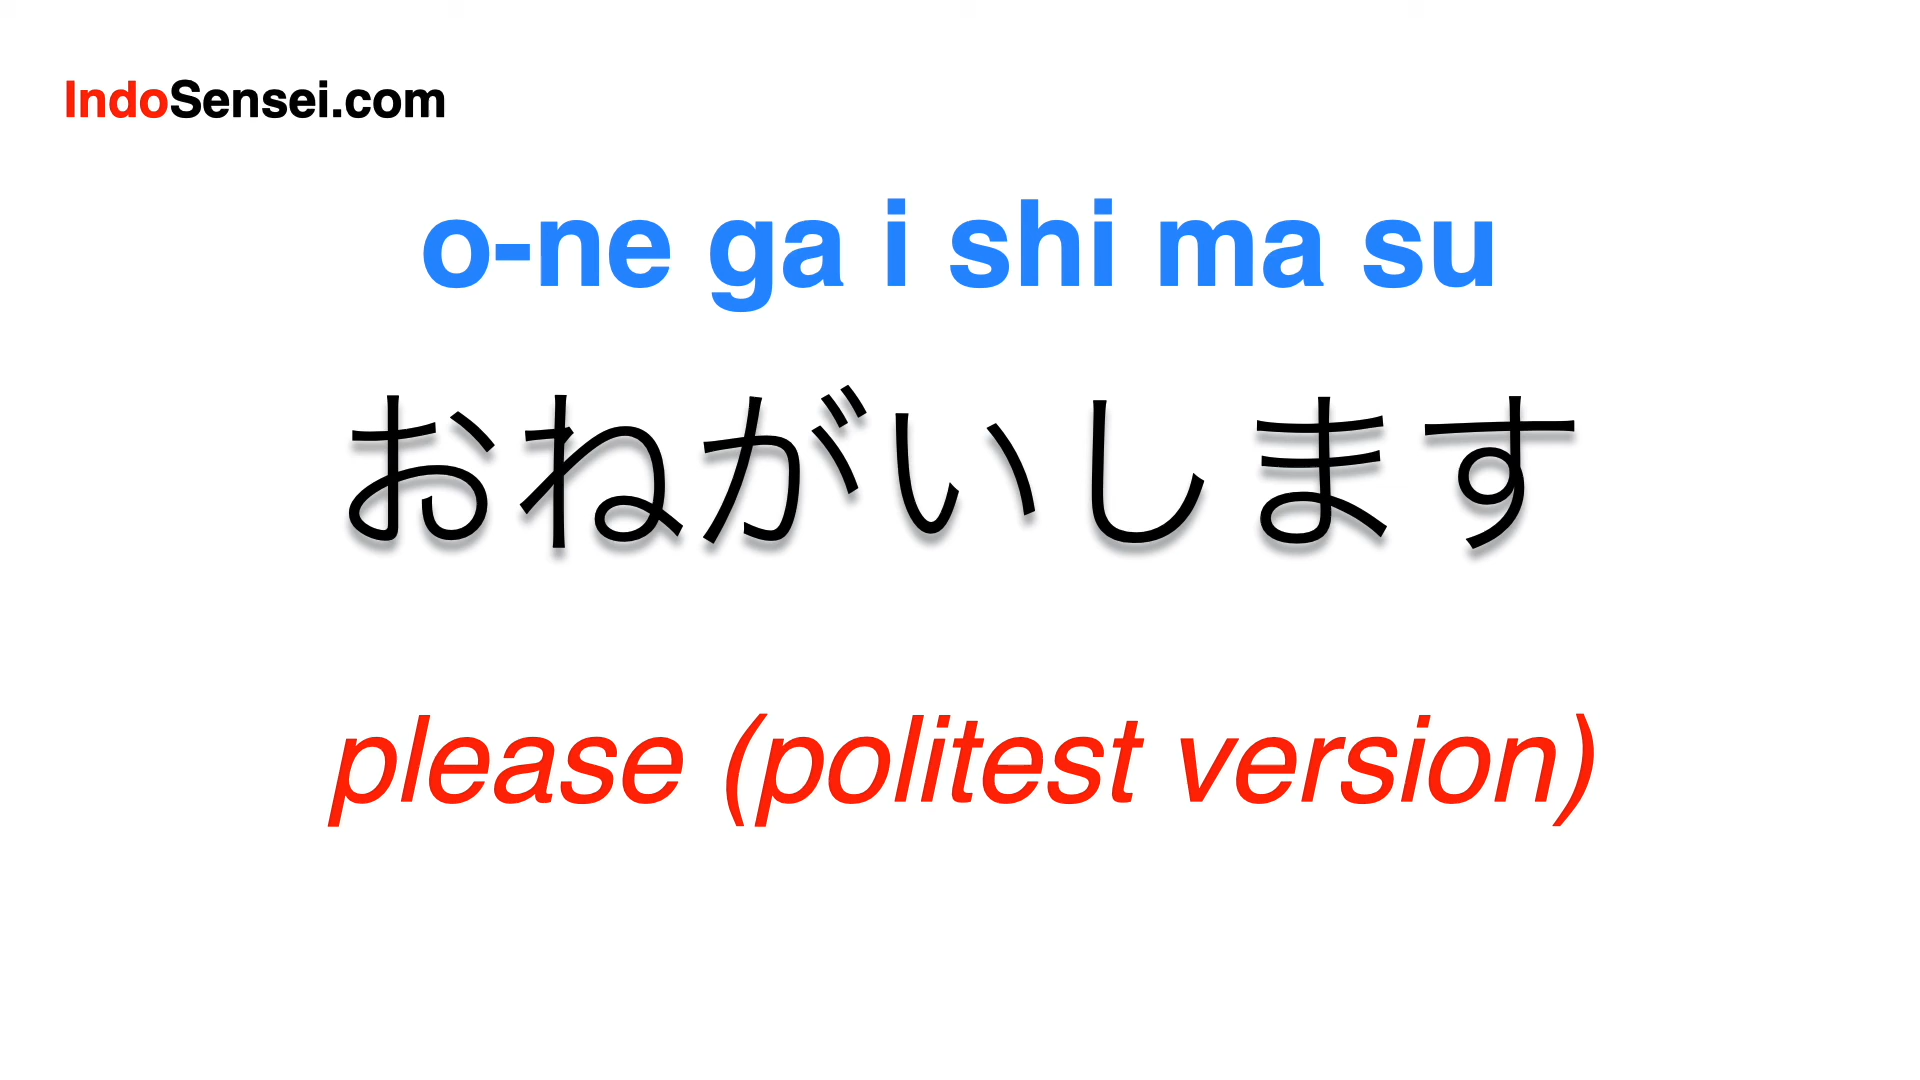 IndoSensei.com
o-ne ga i shi ma su
おねがいします
please (politest version)